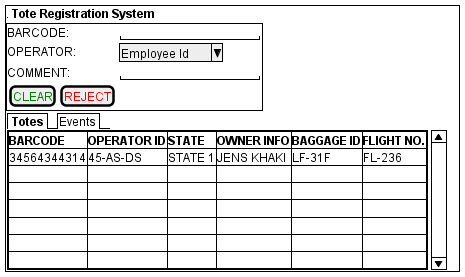 Tote Registration System
BARCODE:
OPERATOR: Employee Id
COMMENT:
CLEAR REJECT
Totes Events
BARCODE OPERATOR ID STATE OWNER INFO BAGGAGE ID FLIGHT NO.
34564344314 45-AS-DS STATE 1 JENS KHAKI LF-31F FL-236